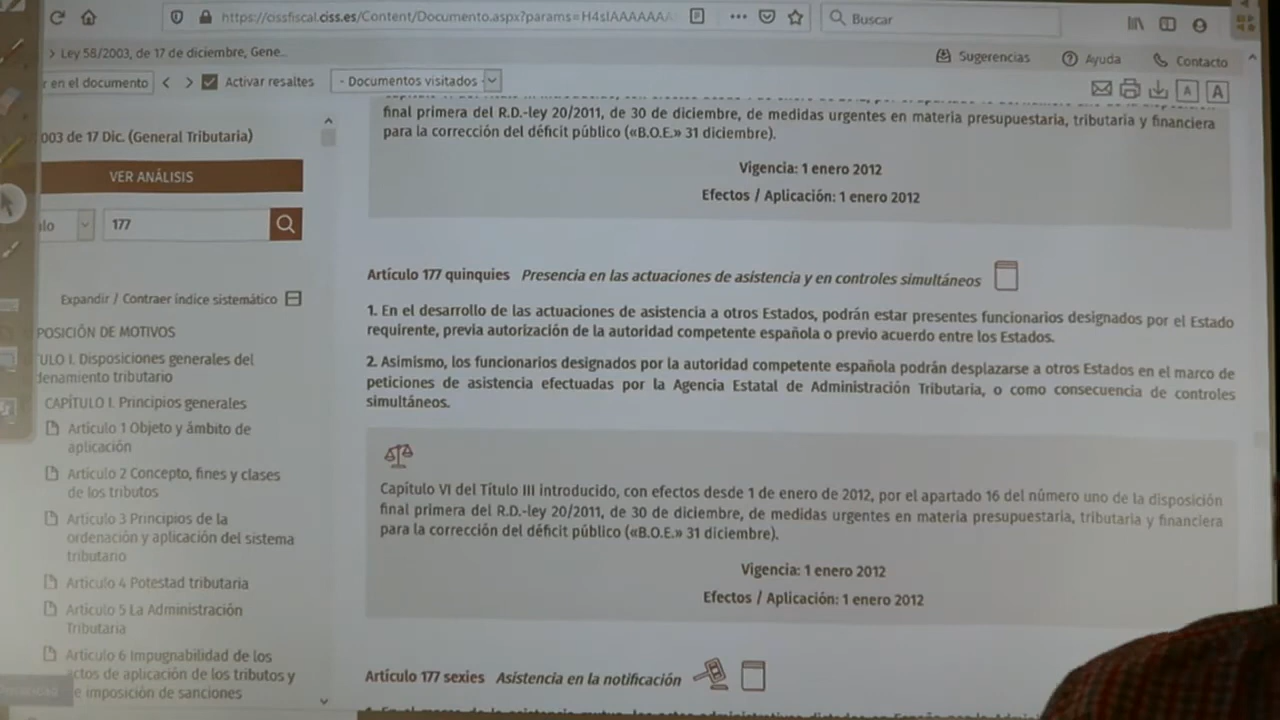 https://cissfiscal.ciss.es/Content/Documento.aspx?params=H4sIAAAAAAA
Buscar
> Ley 58/2003, de 17 de diciembre, Gene...
Sugerencias
Ayuda
Contacto
r en el documento
Activar resaltes
- Documentos visitados -
A
A
003 de 17 Dic. (General Tributaria)
VER ANÁLISIS
lo
177
Expandir / Contraer índice sistemático
POSICIÓN DE MOTIVOS
ULO I. Disposiciones generales del
denamiento tributario
CAPÍTULO I. Principios generales
Artículo 1 Objeto y ámbito de
aplicación
Artículo 2 Concepto, fines y clases
de los tributos
Artículo 3 Principios de la
ordenación y aplicación del sistema
tributario
Artículo 4 Potestad tributaria
Artículo 5 La Administración
Tributaria
Artículo 6 Impugnabilidad de los
actos de aplicación de los tributos y
e imposición de sanciones
final primera del R.D.-ley 20/2011, de 30 de diciembre, de medidas urgentes en materia presupuestaria, tributaria y financiera
para la corrección del déficit público («B.O.E.» 31 diciembre).
Vigencia: 1 enero 2012
Efectos / Aplicación: 1 enero 2012
Artículo 177 quinquies Presencia en las actuaciones de asistencia y en controles simultáneos
1. En el desarrollo de las actuaciones de asistencia a otros Estados, podrán estar presentes funcionarios designados por el Estado
requirente, previa autorización de la autoridad competente española o previo acuerdo entre los Estados.
2. Asimismo, los funcionarios designados por la autoridad competente española podrán desplazarse a otros Estados en el marco de
peticiones de asistencia efectuadas por la Agencia Estatal de Administración Tributaria, o como consecuencia de controles
simultáneos.
Capítulo VI del Título III introducido, con efectos desde 1 de enero de 2012, por el apartado 16 del número uno de la disposición
final primera del R.D.-ley 20/2011, de 30 de diciembre, de medidas urgentes en materia presupuestaria, tributaria y financiera
para la corrección del déficit público («B.O.E.» 31 diciembre).
Vigencia: 1 enero 2012
Efectos / Aplicación: 1 enero 2012
Artículo 177 sexies Asistencia en la notificación